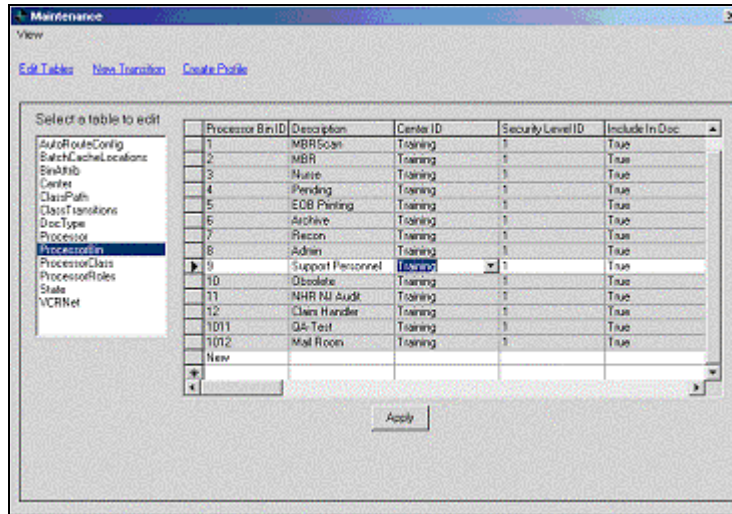 Maintenance
View
Edit Tables New Transition Create Profile
Select a table to edit
AutoRouteConfig
BatchCacheLocations
BinAttrib
Center
ClassPath
ClassTransitions
DocType
Processor
ProcessorBin
ProcessorClass
ProcessorRoles
State
VCRNet
Processor Bin ID Description Center ID Security Level ID Include In Doc
1 MBRScan Training 1 True
2 MBR Training 1 True
3 Nurse Training 1 True
4 Pending Training 1 True
5 EOB Printing Training 1 True
6 Archive Training 1 True
7 Recon Training 1 True
8 Admin Training 1 True
9 Support Personnel Training 1 True
10 Obsolete Training 1 True
11 NHR NJ Audit Training 1 True
12 Claim Handler Training 1 True
1011 QA-Test Training 1 True
1012 Mail Room Training 1 True
New
Apply